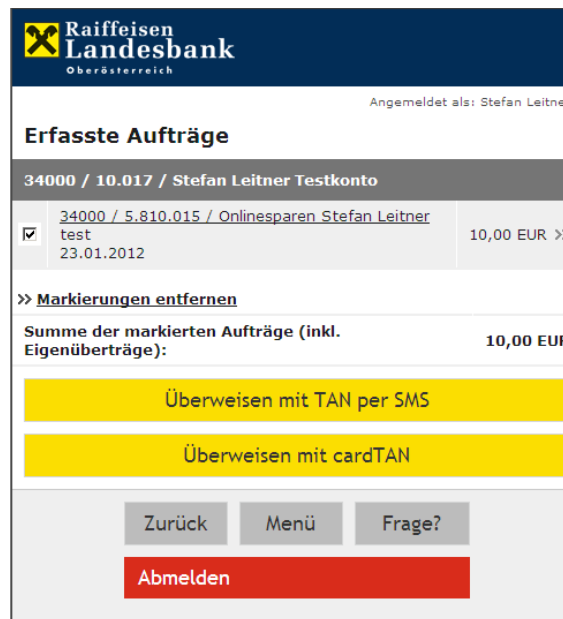 Raiffeisen
Landesbank
Oberösterreich
Angemeldet als: Stefan Leitne
Erfasste Aufträge
34000 / 10.017 / Stefan Leitner Testkonto
34000 / 5.810.015 / Onlinesparen Stefan Leitner
test
10,00 EUR »
23.01.2012
» Markierungen entfernen
Summe der markierten Aufträge (inkl.
Eigenüberträge):
10,00 EUR
Überweisen mit TAN per SMS
Überweisen mit cardTAN
Zurück
Menü
Frage?
Abmelden